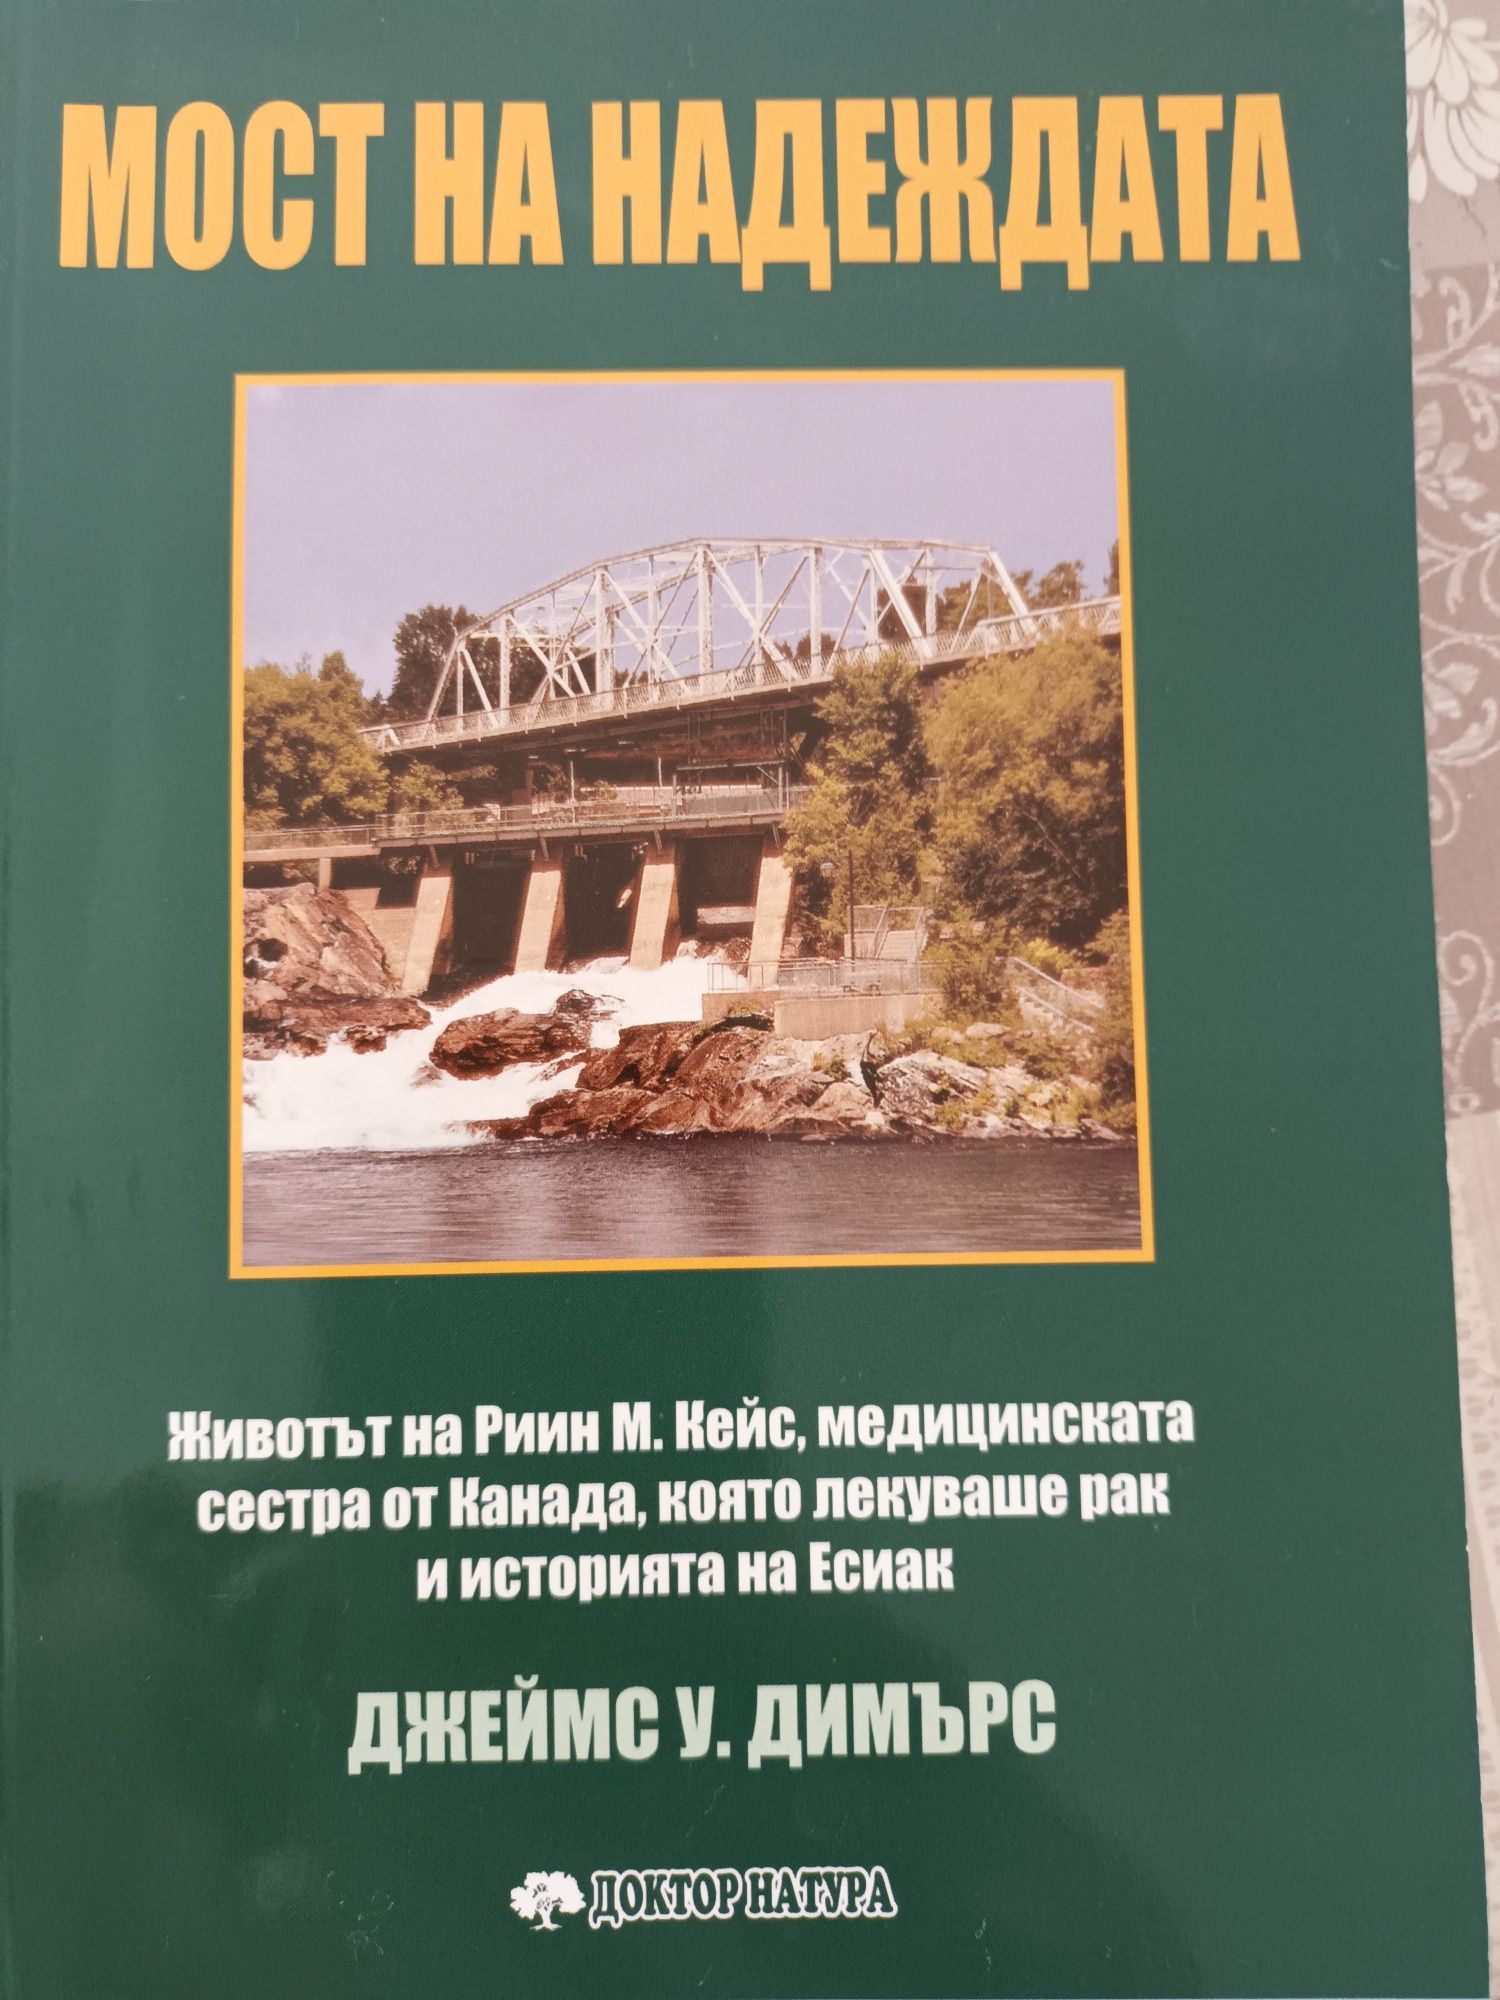 МОСТ НА НАДЕЖДАТА
Животът на Риин М. Кейс, медицинската
сестра от Канада, която лекуваше рак
и историята на Есиак
ДЖЕЙМС У. ДИМЪРС
ДОКТОР НАТУРА